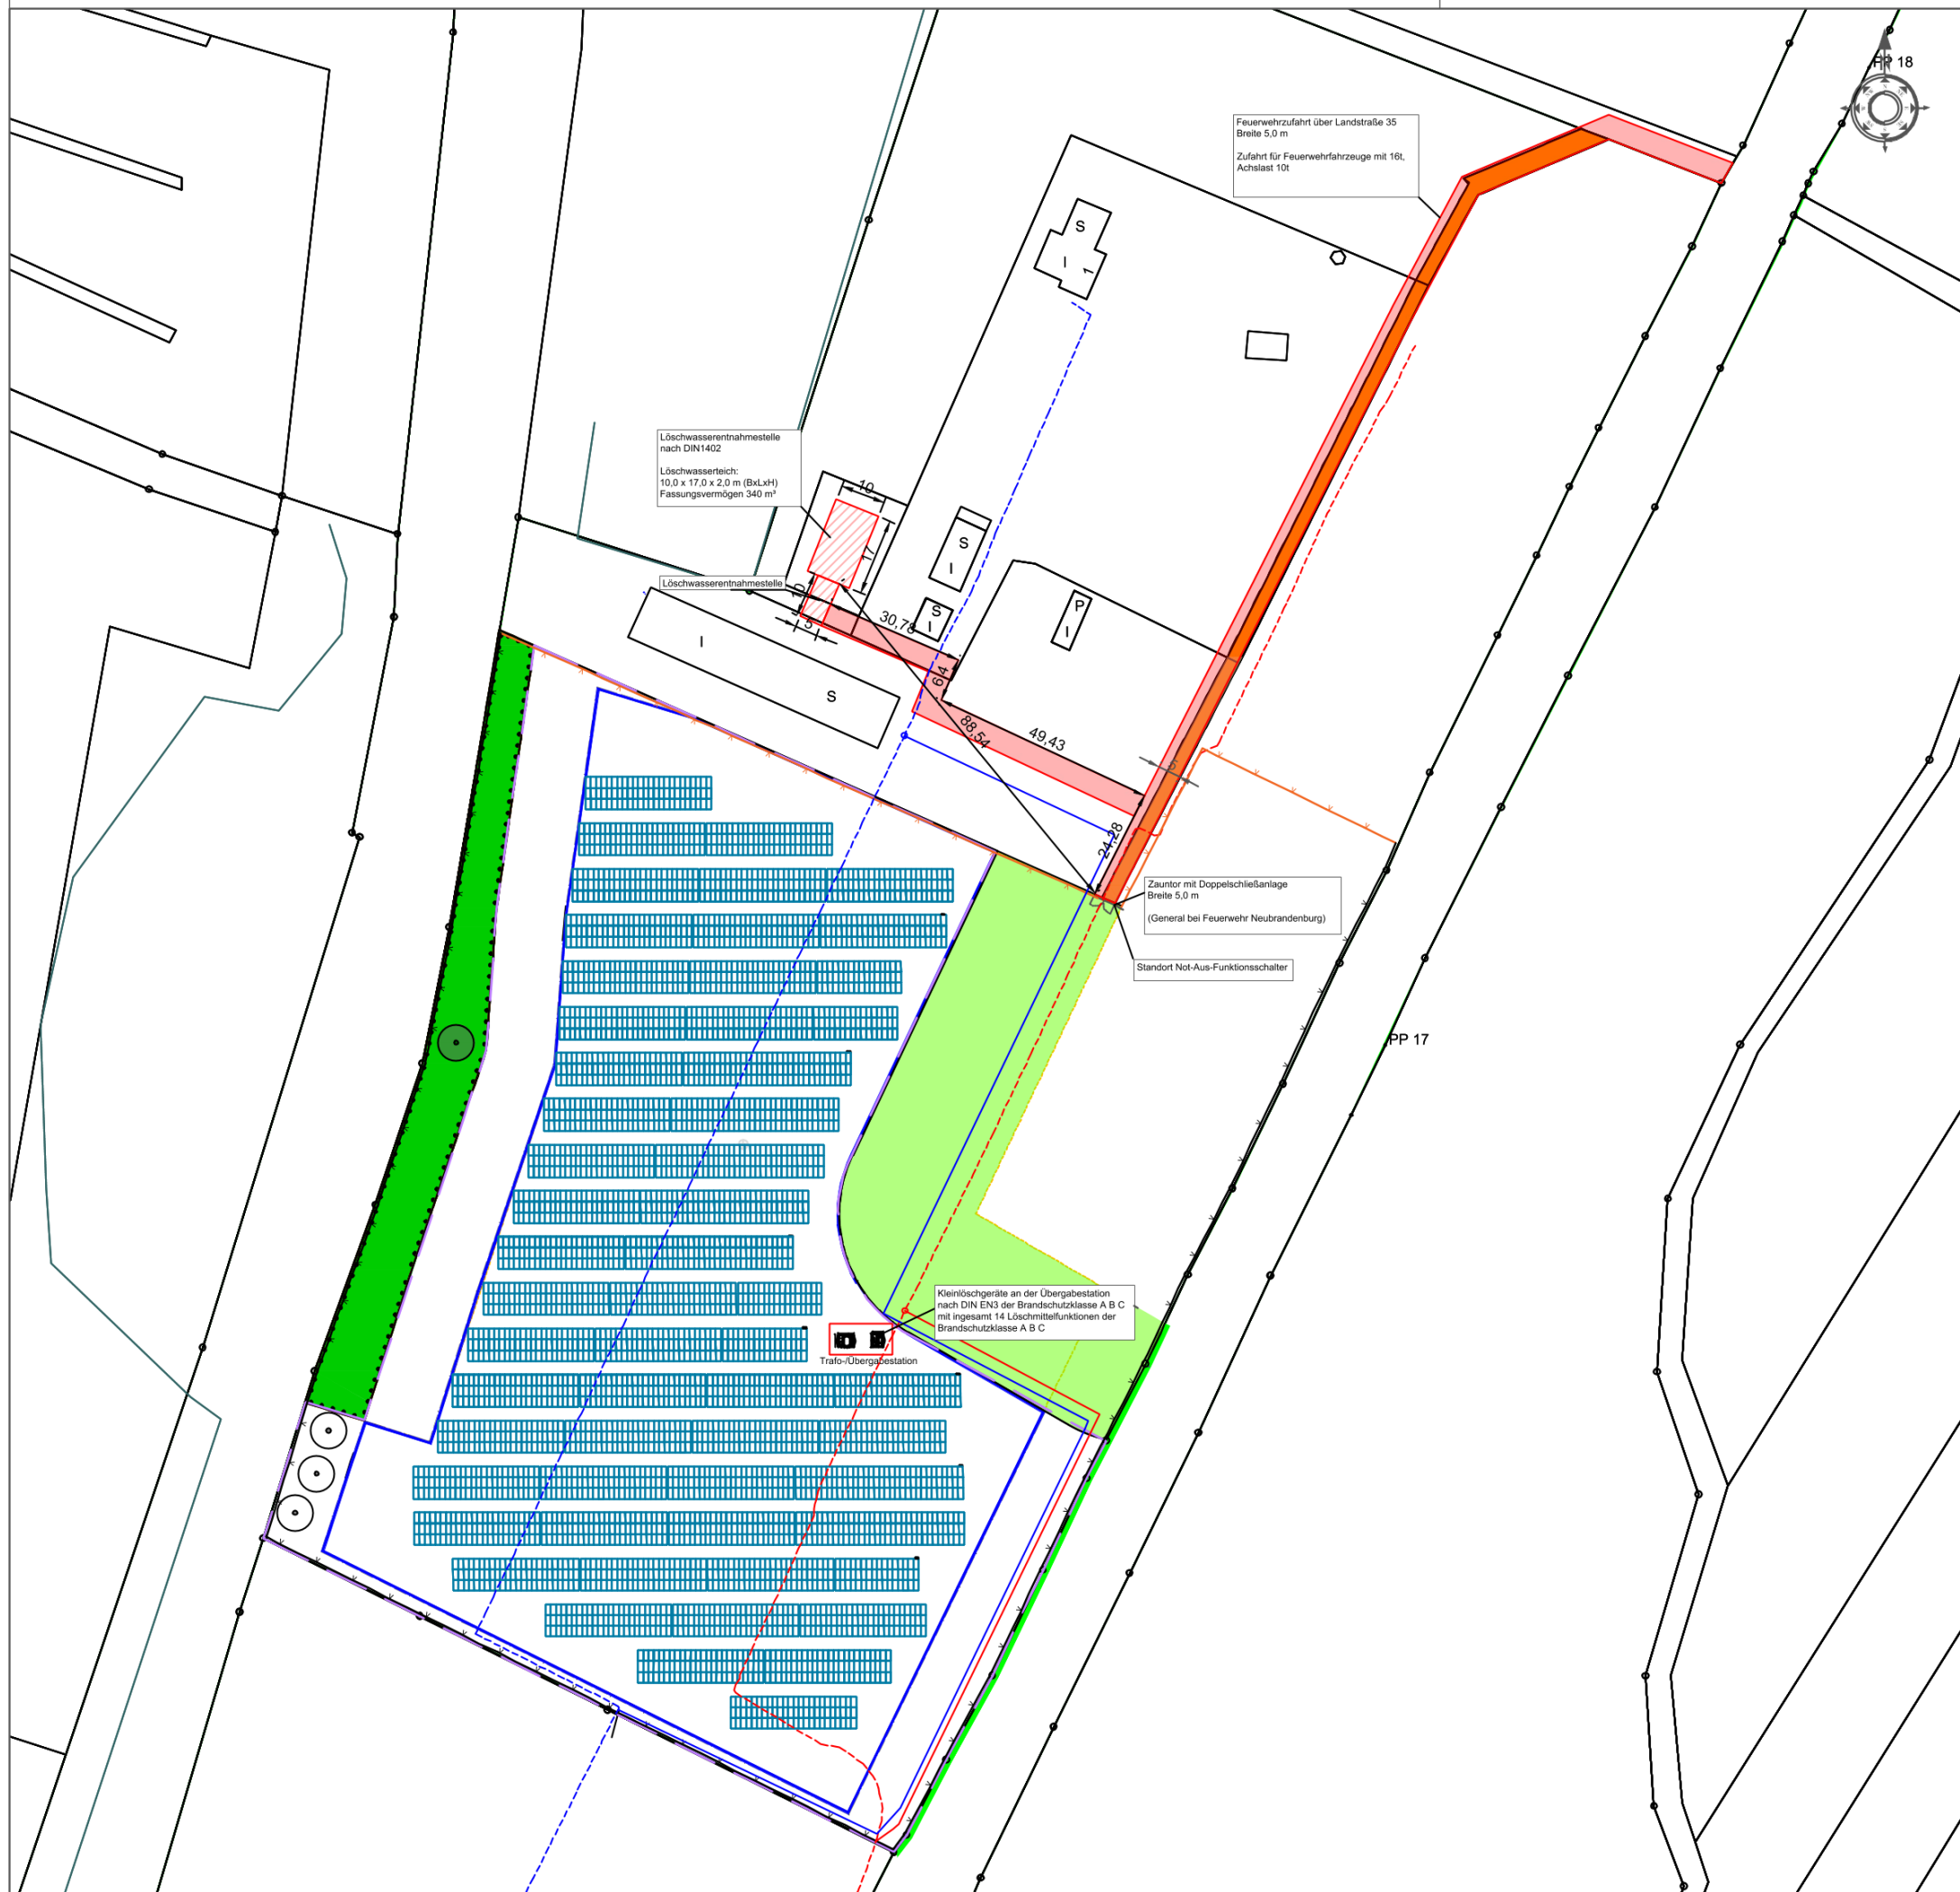 PP 18
Feuerwehrzufahrt über Landstraße 35
Breite 5,0 m
Zufahrt für Feuerwehrfahrzeuge mit 16t,
Achslast 10t
S
I
1
Löschwasserentnahmestelle
nach DIN1402
Löschwasserteich:
10,0 x 17,0 x 2,0 m (BxLxH)
Fassungsvermögen 340 m³
10
17
S
I
Löschwasserentnahmestelle
10
5
30,78
S
I
P
I
I
S
6,4
88,54
49,43
5
24,28
Zauntor mit Doppelschließanlage
Breite 5,0 m
(General bei Feuerwehr Neubrandenburg)
Standort Not-Aus-Funktionsschalter
PP 17
Kleinlöschgeräte an der Übergabestation
nach DIN EN3 der Brandschutzklasse A B C
mit ingesamt 14 Löschmittelfunktionen der
Brandschutzklasse A B C
Trafo-/Übergabestation